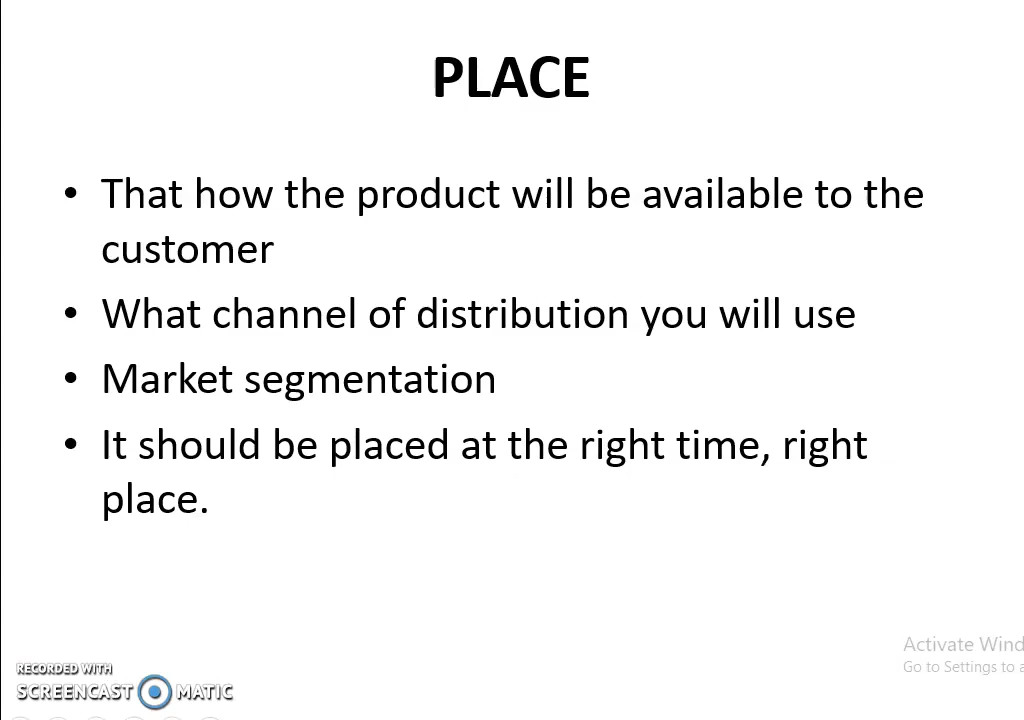 PLACE
• That how the product will be available to the
customer
• What channel of distribution you will use
• Market segmentation
• It should be placed at the right time, right
place.
Activate Wind
Go to Settings to a
RECORDED WITH
SCREENCAST MATIC